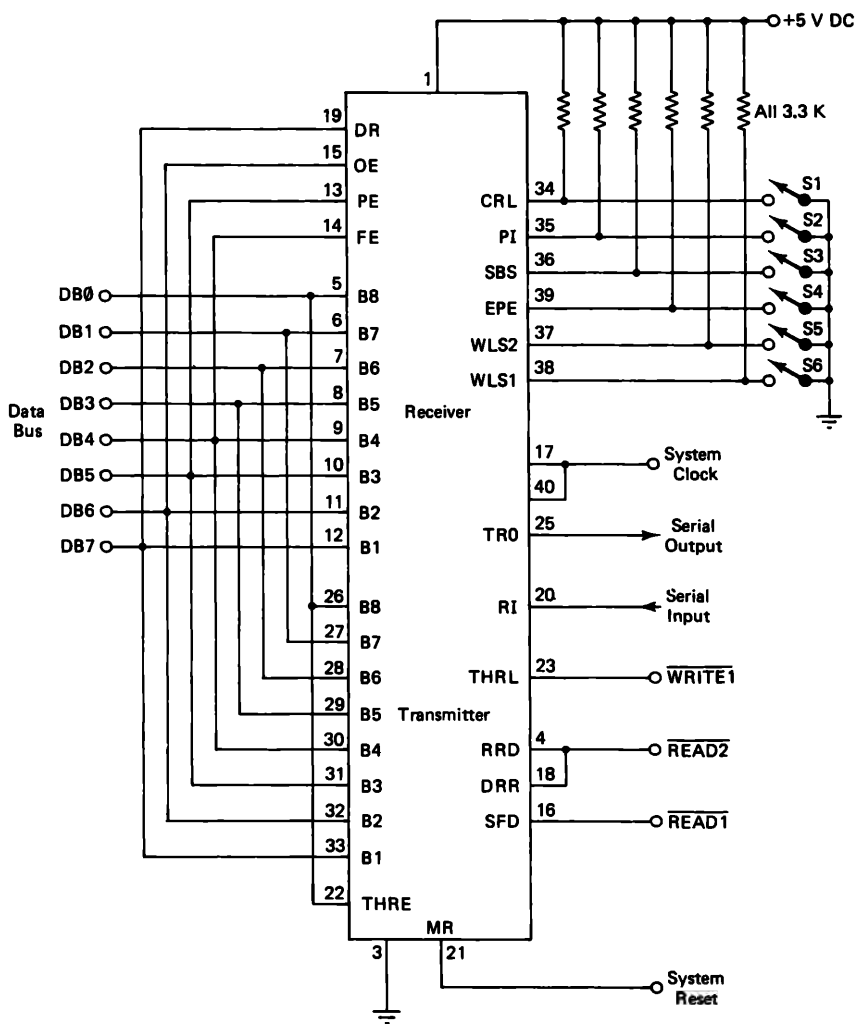 +5 V DC
1
19
DR
15
OE
All 3.3 K
13
PE
34
CRL
S1
14
FE
35
PI
S2
36
SBS
S3
DB0
5
B8
39
EPE
S4
DB1
6
B7
37
WLS2
S5
DB2
7
B6
38
WLS1
S6
DB3
8
B5
Data
Bus
Receiver
DB4
9
B4
DB5
10
B3
17
System
Clock
40
DB6
11
B2
DB7
12
B1
25
TRO
Serial
Output
26
B8
20
RI
Serial
Input
27
B7
28
B6
23
THRL
WRITE1
29
B5
Transmitter
30
B4
4
RRD
READ2
31
B3
18
DRR
32
B2
16
SFD
READ1
33
B1
22
THRE
MR
3
21
System
Reset